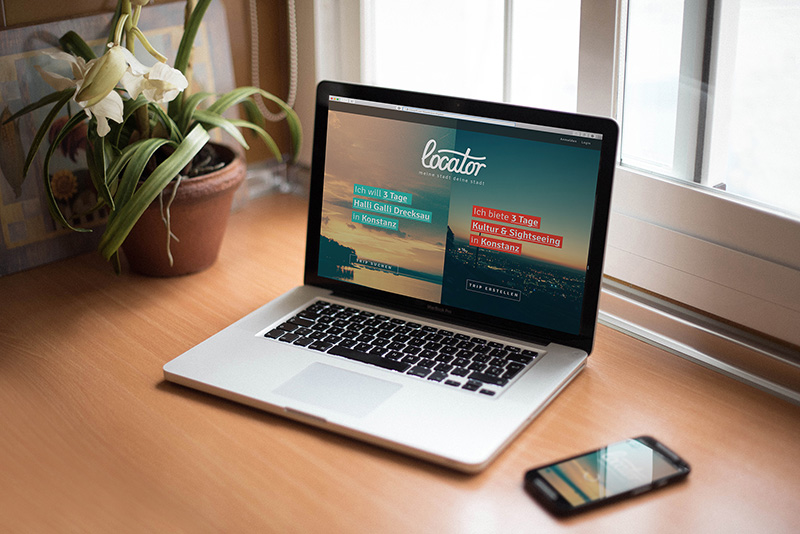 Anmelden Login
locator
meine stadt deine stadt
Ich will 3 Tage
Halli Galli Drecksau
in Konstanz
TRIP SUCHEN
Ich biete 3 Tage
Kultur & Sightseeing
in Konstanz
TRIP ERSTELLEN
MacBook Pro
locator